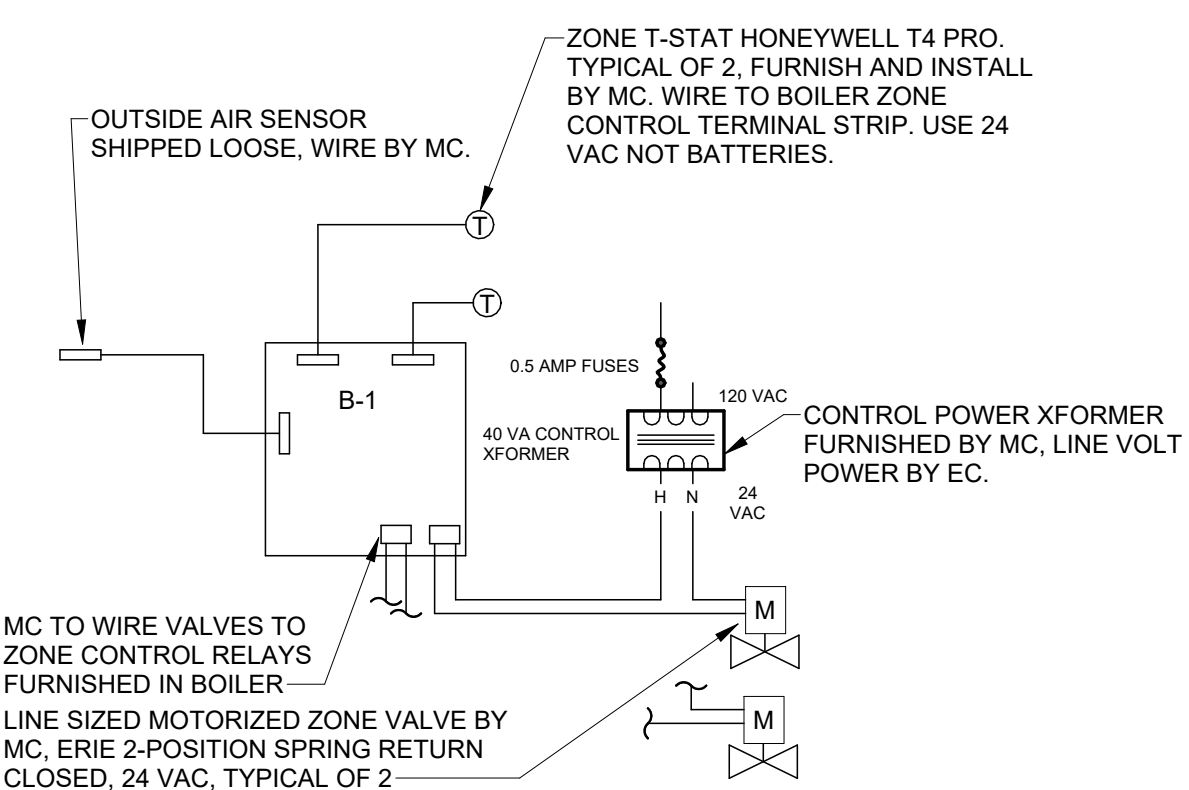 ZONE T-STAT HONEYWELL T4 PRO.
TYPICAL OF 2, FURNISH AND INSTALL
BY MC. WIRE TO BOILER ZONE
CONTROL TERMINAL STRIP. USE 24
VAC NOT BATTERIES.
OUTSIDE AIR SENSOR
SHIPPED LOOSE, WIRE BY MC.
T
T
B-1
0.5 AMP FUSES
120 VAC
40 VA CONTROL
XFORMER
CONTROL POWER XFORMER
FURNISHED BY MC, LINE VOLT
POWER BY EC.
H N
24
VAC
M
MC TO WIRE VALVES TO
ZONE CONTROL RELAYS
FURNISHED IN BOILER
M
LINE SIZED MOTORIZED ZONE VALVE BY
MC, ERIE 2-POSITION SPRING RETURN
CLOSED, 24 VAC, TYPICAL OF 2